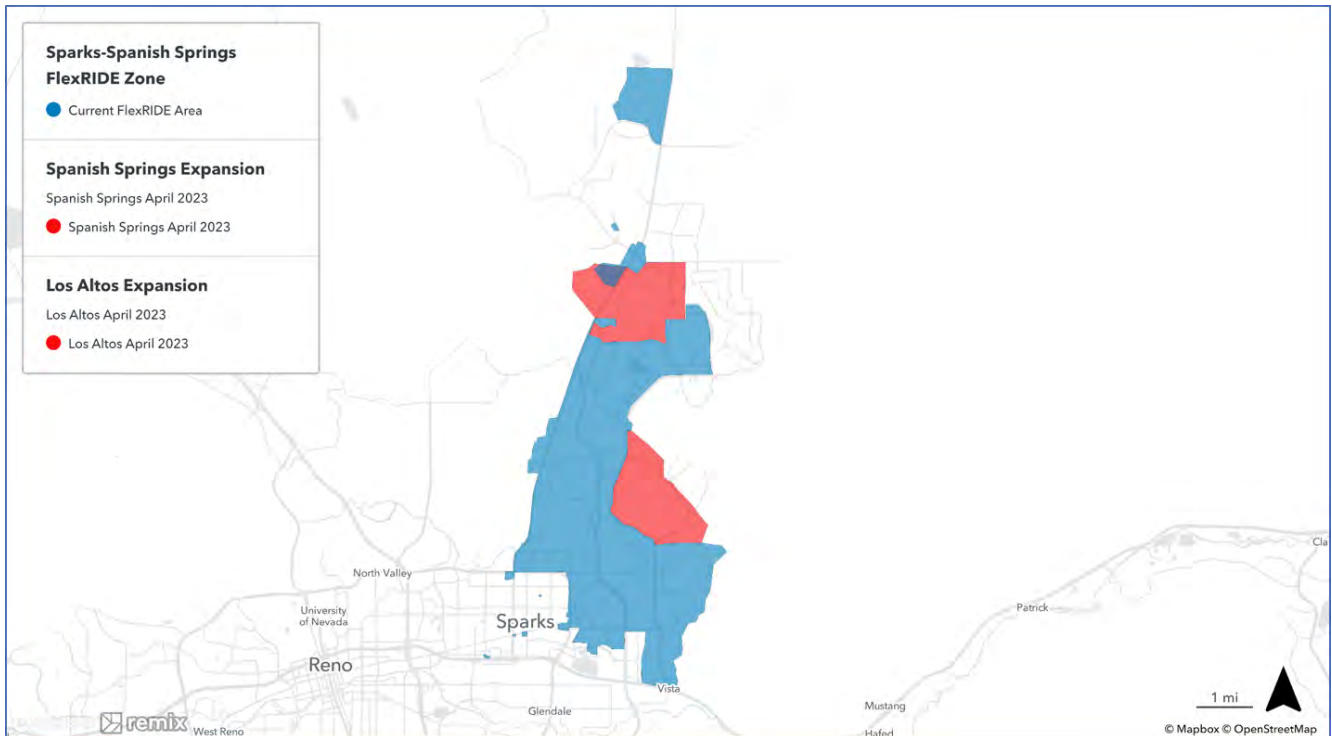 Sparks-Spanish Springs
FlexRIDE Zone
Current FlexRIDE Area
Spanish Springs Expansion
Spanish Springs April 2023
Spanish Springs April 2023
Los Altos Expansion
Los Altos April 2023
Los Altos April 2023
North Valley
University
of Nevada
Sparks
Reno
Vista
Glendale
West Reno
Patrick
Mustang
Hafed
Cla
1 mi
remix
© Mapbox © OpenStreetMap